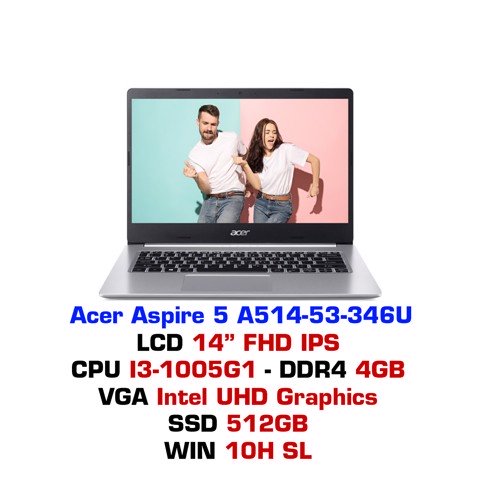 acer
Acer Aspire 5 A514-53-346U
LCD 14” FHD IPS
CPU I3-1005G1 - DDR4 4GB
VGA Intel UHD Graphics
SSD 512GB
WIN 10H SL